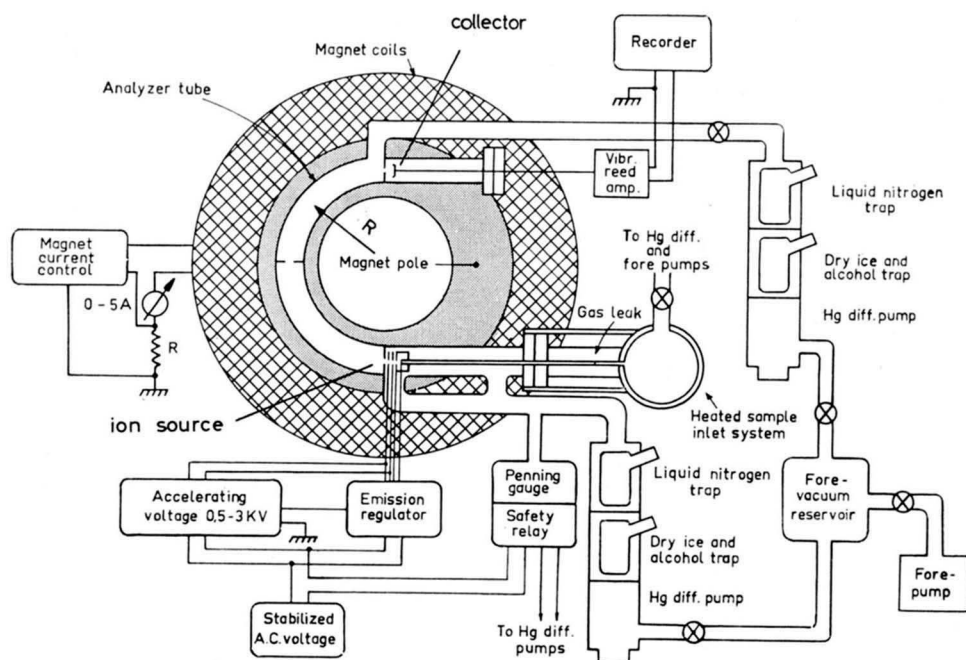 collector
Magnet coils
Analyzer tube
Recorder
Vibr.
reed
amp.
Liquid nitrogen
trap
Dry ice and
alcohol trap
Hg diff. pump
R
Magnet pole
To Hg diff.
and
fore pumps
Gas leak
Magnet
current
control
0-5A
R
ion source
Heated sample
inlet system
Accelerating
voltage 0,5-3KV
Emission
regulator
Penning
gauge
Safety
relay
Liquid nitrogen
trap
Dry ice and
alcohol trap
Hg diff. pump
Fore-
vacuum
reservoir
Fore-
pump
Stabilized
A.C. voltage
To Hg diff.
pumps